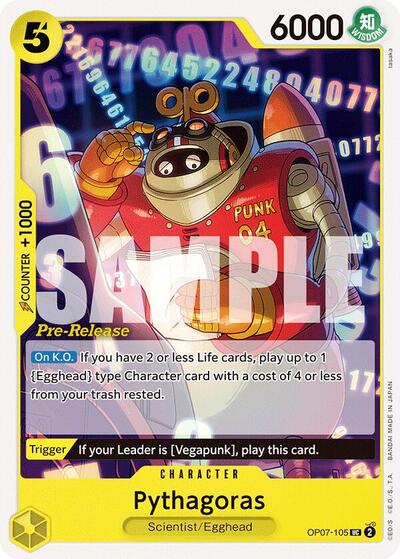 5
6000
知
WISDOM
tasaka
COUNTER +1000
PUNK
04
SAMPLE
Pre-Release
On K.O. If you have 2 or less Life cards, play up to 1
{Egghead} type Character card with a cost of 4 or less
from your trash rested.
Trigger If your Leader is [Vegapunk], play this card.
CHARACTER
Pythagoras
Scientist/Egghead
OP07-105 UC 2
©E.O/S ©E.O./S., T.A. BANDAI MADE IN JAPAN